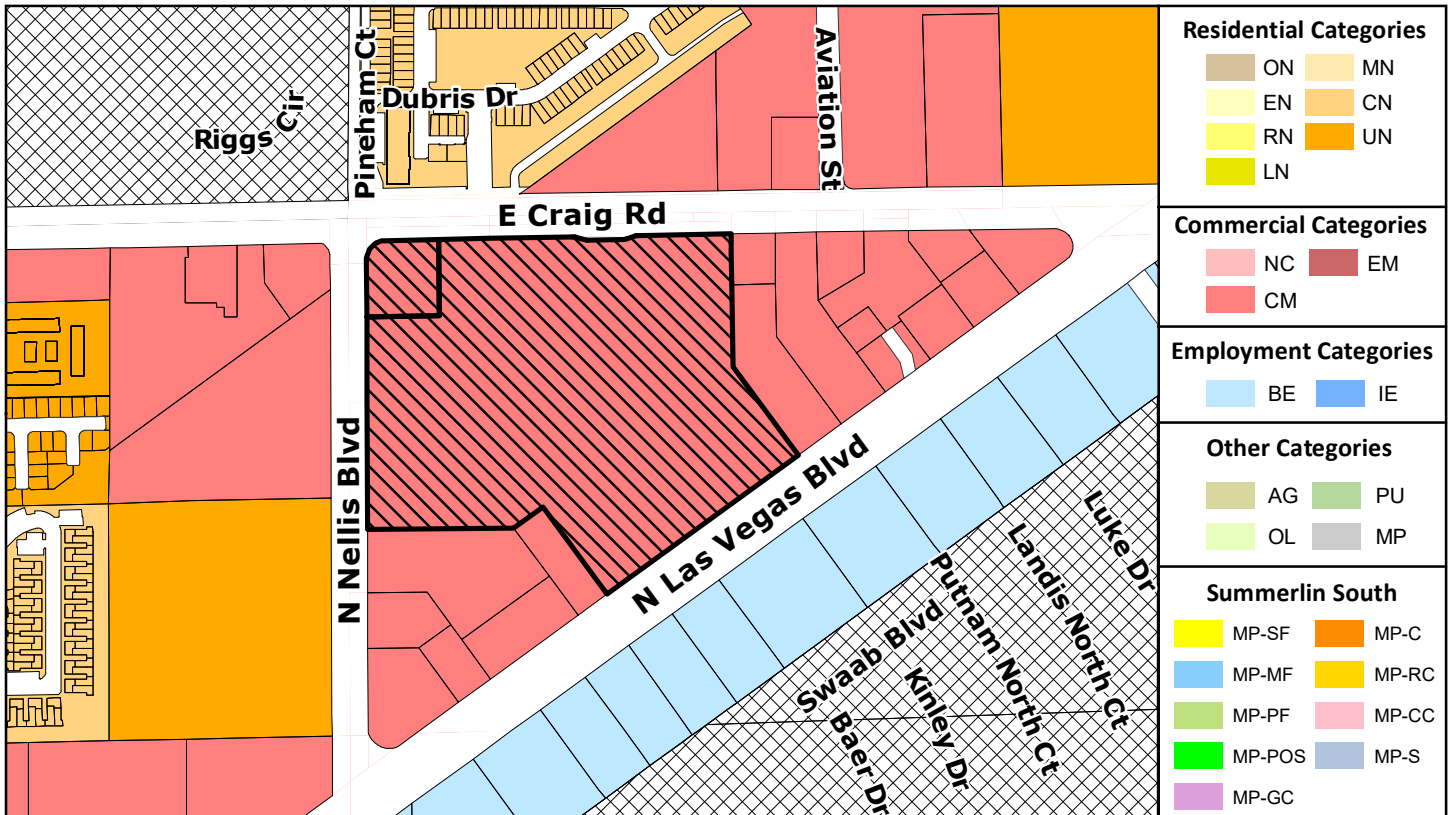 Riggs Cir
Pineham Ct
Dubris Dr
Aviation St
E Craig Rd
N Nellis Blvd
N Las Vegas Blvd
Luke Dr
Landis North Ct
Putnam North Ct
Swaab Blvd
Kinley Dr
Baer Dr
Residential Categories
ON MN
EN CN
RN UN
LN
Commercial Categories
NC EM
CM
Employment Categories
BE IE
Other Categories
AG PU
OL MP
Summerlin South
MP-SF MP-C
MP-MF MP-RC
MP-PF MP-CC
MP-POS MP-S
MP-GC